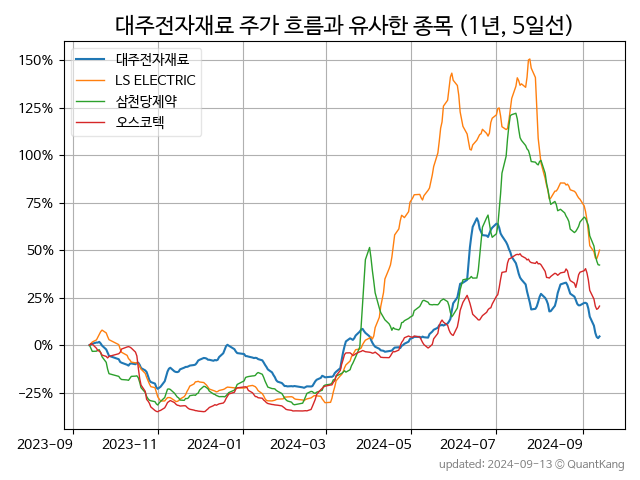 대주전자재료 주가 흐름과 유사한 종목 (1년, 5일선)
대주전자재료
LS ELECTRIC
삼천당제약
오스코텍
150%
125%
100%
75%
50%
25%
0%
−25%
2023-09 2023-11 2024-01 2024-03 2024-05 2024-07 2024-09
updated: 2024-09-13 © QuantKang